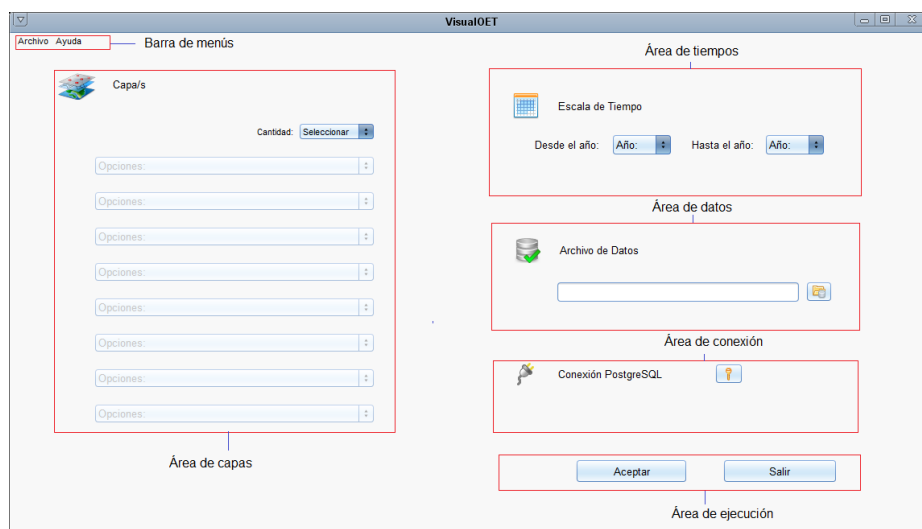 VisualOET
Archivo Ayuda
Barra de menús
Capa/s
Cantidad: Seleccionar
Opciones:
Opciones:
Opciones:
Opciones:
Opciones:
Opciones:
Opciones:
Opciones:
Área de capas
Área de tiempos
Escala de Tiempo
Desde el año: Año: Hasta el año: Año:
Área de datos
Archivo de Datos
Área de conexión
Conexión PostgreSQL
Aceptar Salir
Área de ejecución